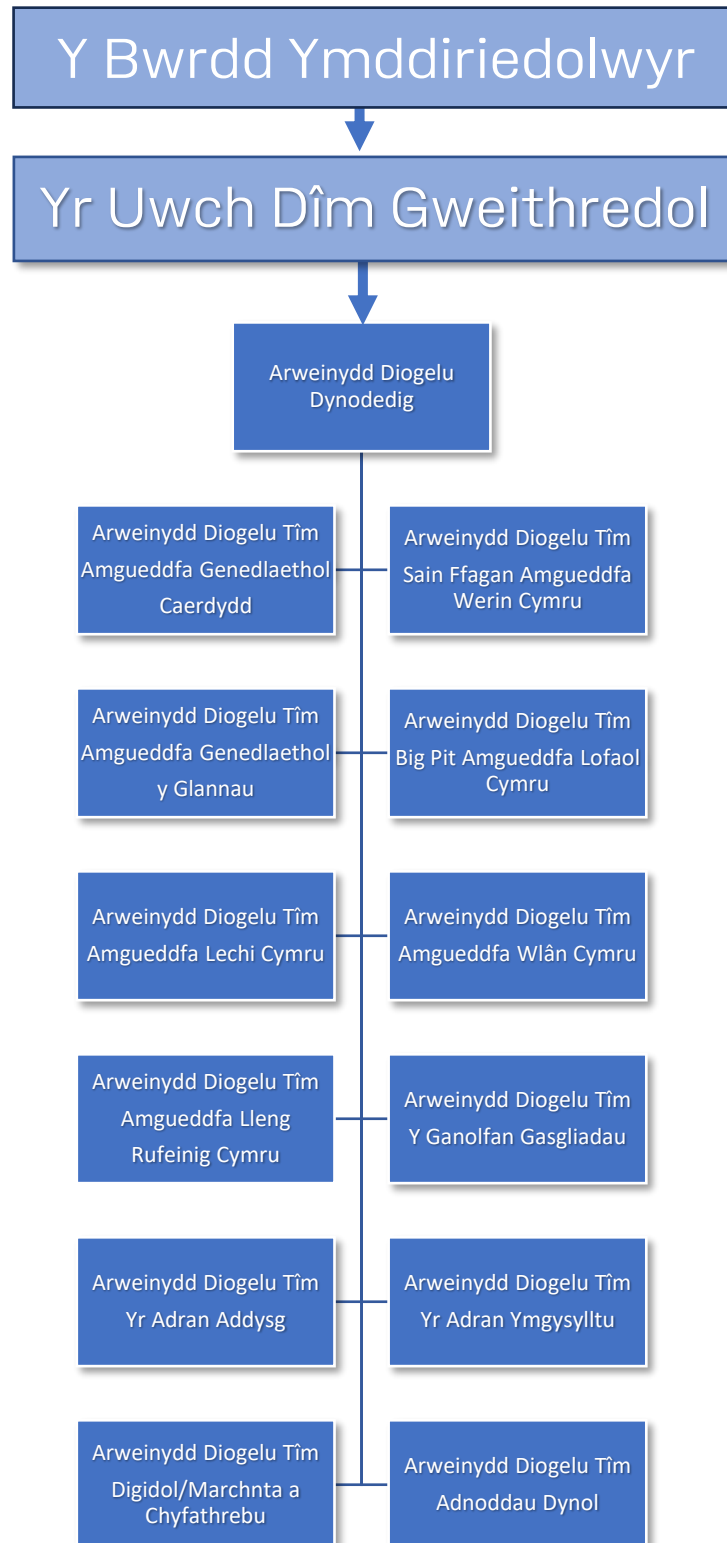 Y Bwrdd Ymddiriedolwyr
Yr Uwch Dîm Gweithredol
Arweinydd Diogelu
Dynodedig
Arweinydd Diogelu Tîm
Amgueddfa Genedlaethol
Caerdydd
Arweinydd Diogelu Tîm
Sain Ffagan Amgueddfa
Werin Cymru
Arweinydd Diogelu Tîm
Amgueddfa Genedlaethol
y Glannau
Arweinydd Diogelu Tîm
Big Pit Amgueddfa Lofaol
Cymru
Arweinydd Diogelu Tîm
Amgueddfa Lechi Cymru
Arweinydd Diogelu Tîm
Amgueddfa Wlân Cymru
Arweinydd Diogelu Tîm
Amgueddfa Lleng
Rufeinig Cymru
Arweinydd Diogelu Tîm
Y Ganolfan Gasgliadau
Arweinydd Diogelu Tîm
Yr Adran Addysg
Arweinydd Diogelu Tîm
Yr Adran Ymgysylltu
Arweinydd Diogelu Tîm
Digidol/Marchnta a
Chyfathrebu
Arweinydd Diogelu Tîm
Adnoddau Dynol